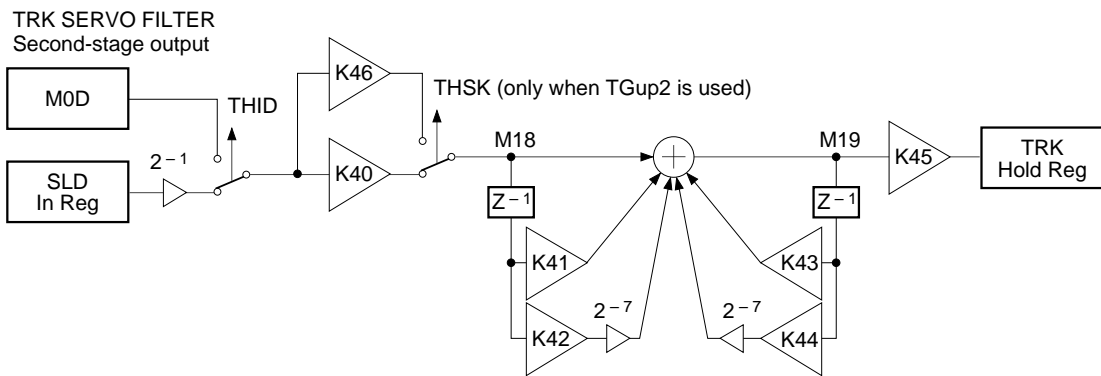 TRK SERVO FILTER
Second-stage output
M0D
THID
K46
THSK (only when TGup2 is used)
2⁻¹
SLD
In Reg
K40
M18
M19
K45
TRK
Hold Reg
Z⁻¹
Z⁻¹
K41
K43
2⁻⁷
2⁻⁷
K42
K44